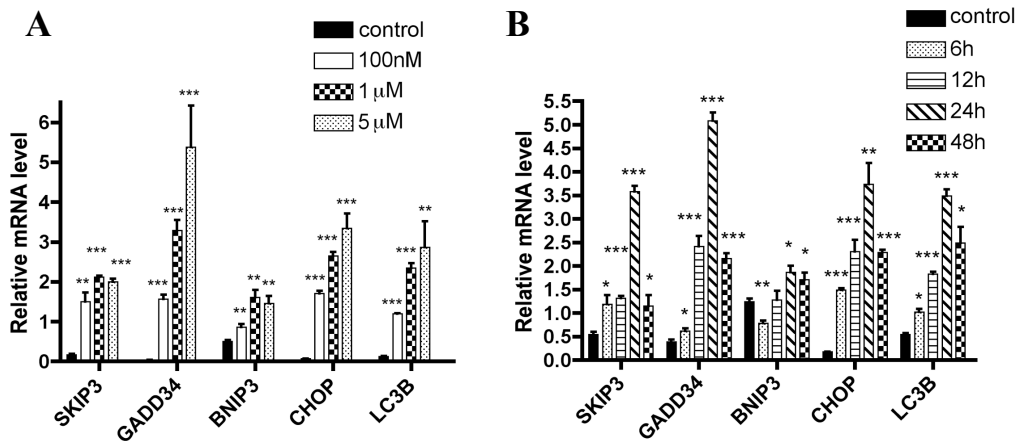 A
control
100nM
1 μM
5 μM
Relative mRNA level
6
5
4
3
2
1
0
** *** ***
*** *** ***
** ** **
*** *** ***
*** *** **
SKIP3
GADD34
BNIP3
CHOP
LC3B
B
control
6h
12h
24h
48h
Relative mRNA level
5.5
5.0
4.5
4.0
3.5
3.0
2.5
2.0
1.5
1.0
0.5
0.0
* *** *** *
* *** *** ***
** * *
*** *** ** ***
* *** *** *
SKIP3
GADD34
BNIP3
CHOP
LC3B